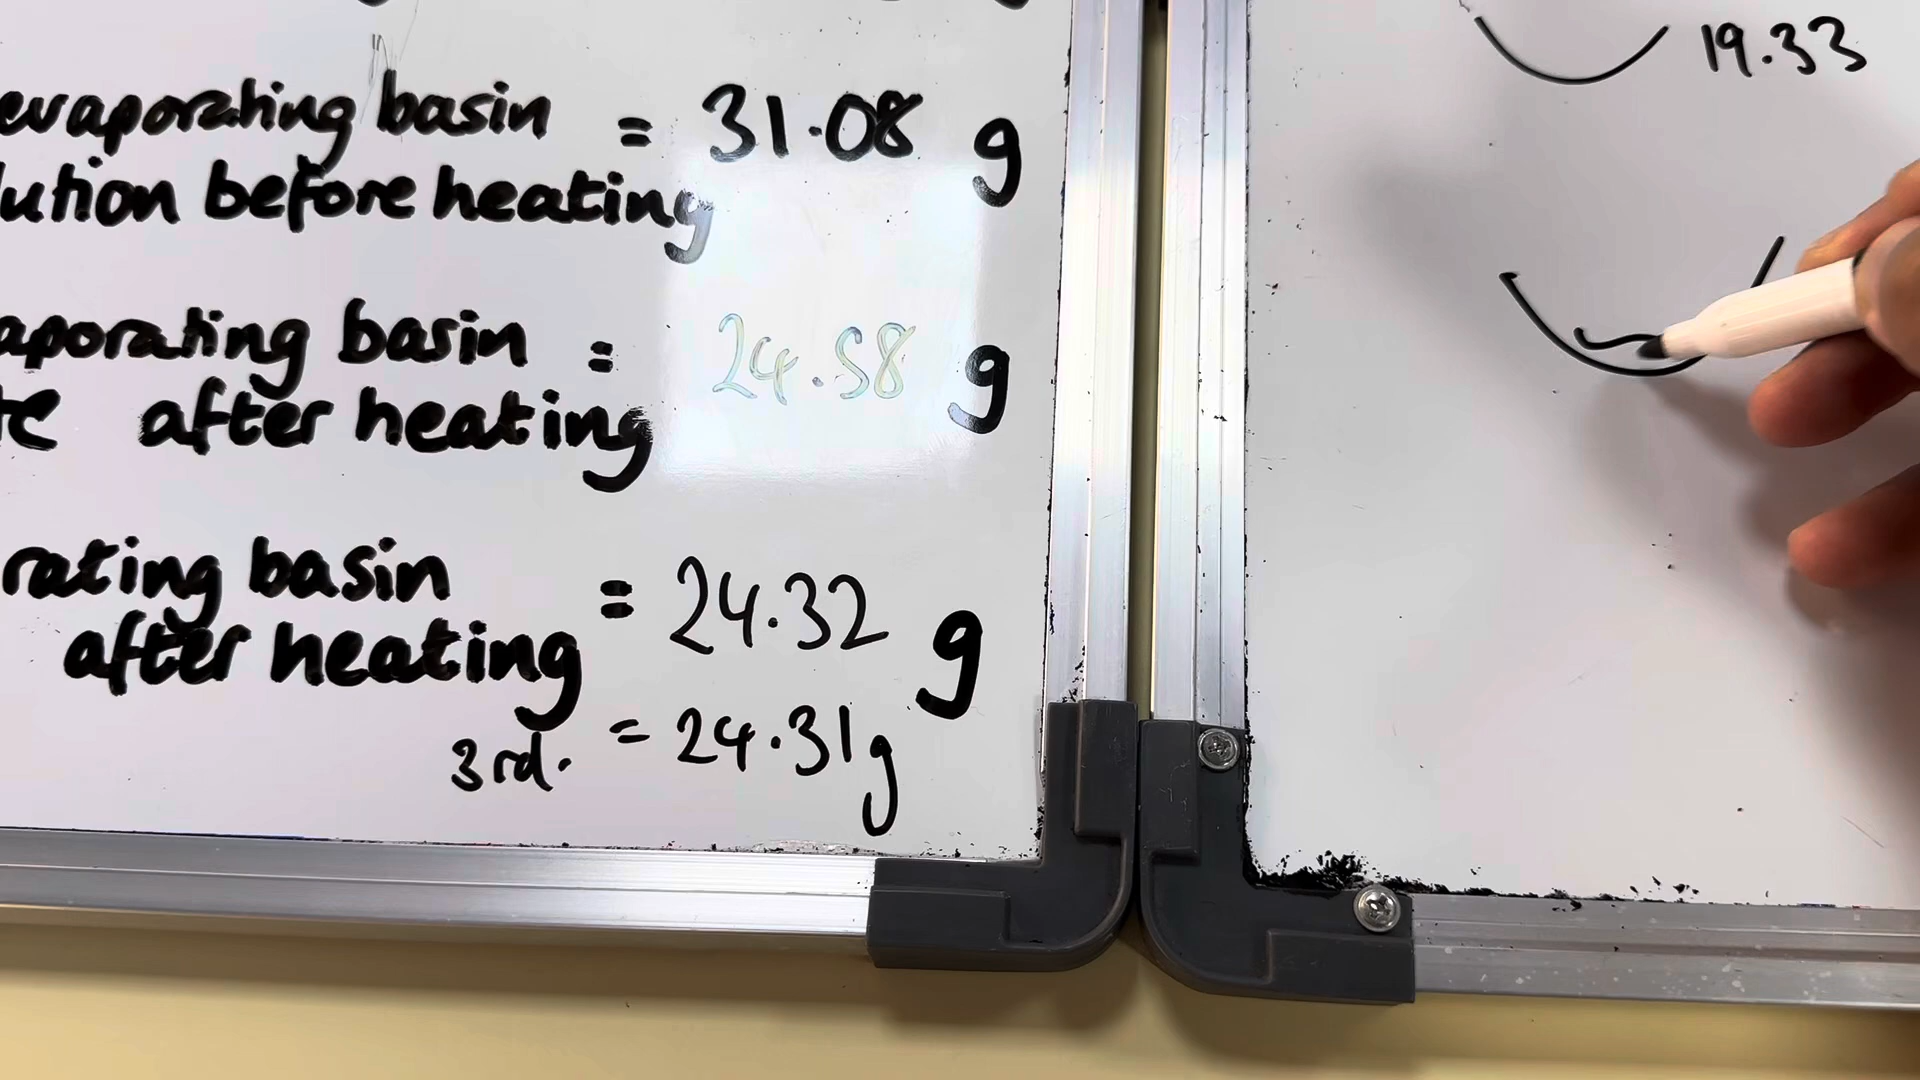 evaporating basin = 31.08 g
lution before heating
aporating basin = 24.58 g
te after heating
rating basin = 24.32 g
after heating
3rd. = 24.31g
19.33